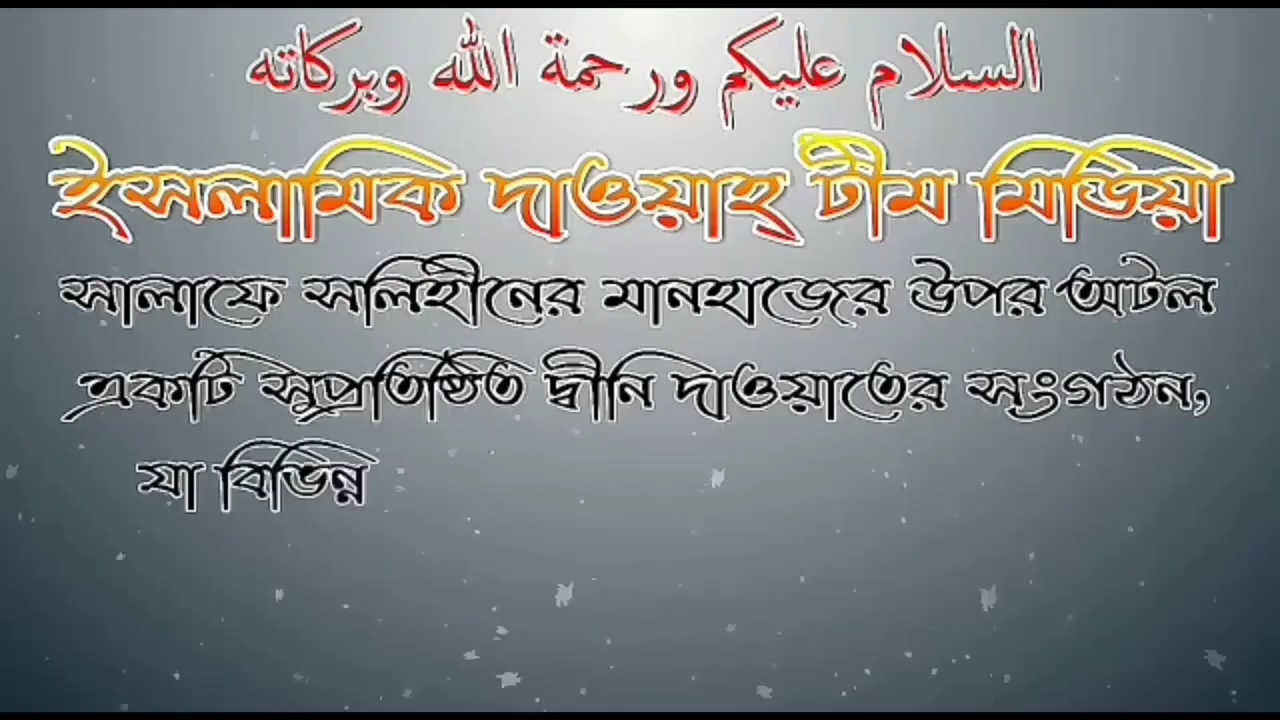 السلام عليكم ورحمة الله وبركاته
ইসলামিক দাওয়াহ্ টীম মিডিয়া
সালাফে সলিহীনের মানহাজের উপর অটল
একটি সুপ্রতিষ্ঠিত দ্বীনি দাওয়াতের সংগঠন,
যা বিভিন্ন